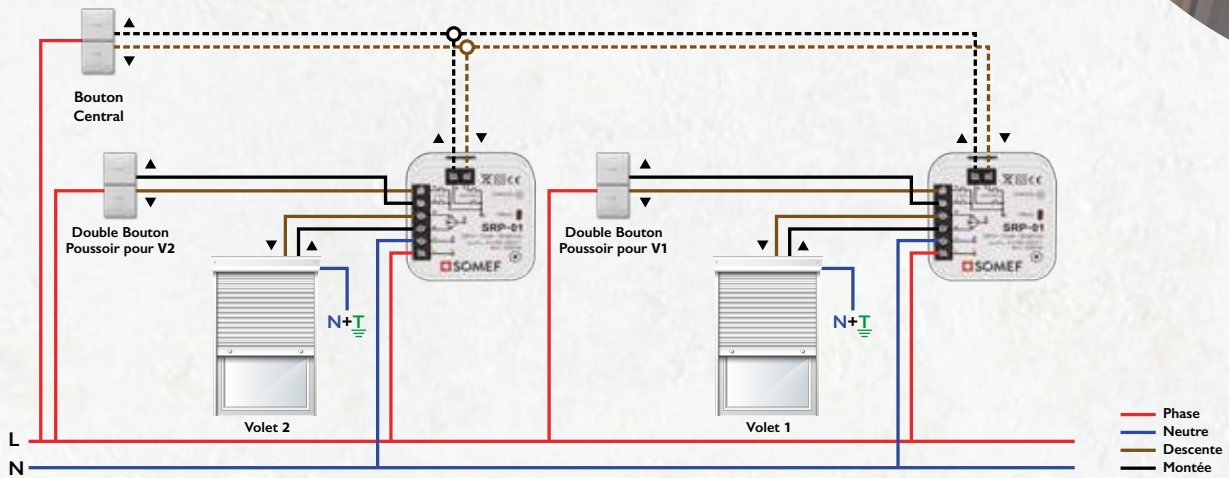 ▲
▼
Bouton
Central
▲ ▼
▲
▼
Double Bouton
Poussoir pour V2
SRP-01
SOMEF
▼ ▲
N+T
Volet 2
▲ ▼
▲
▼
Double Bouton
Poussoir pour V1
SRP-01
SOMEF
▼ ▲
N+T
Volet 1
L
N
Phase
Neutre
Descente
Montée